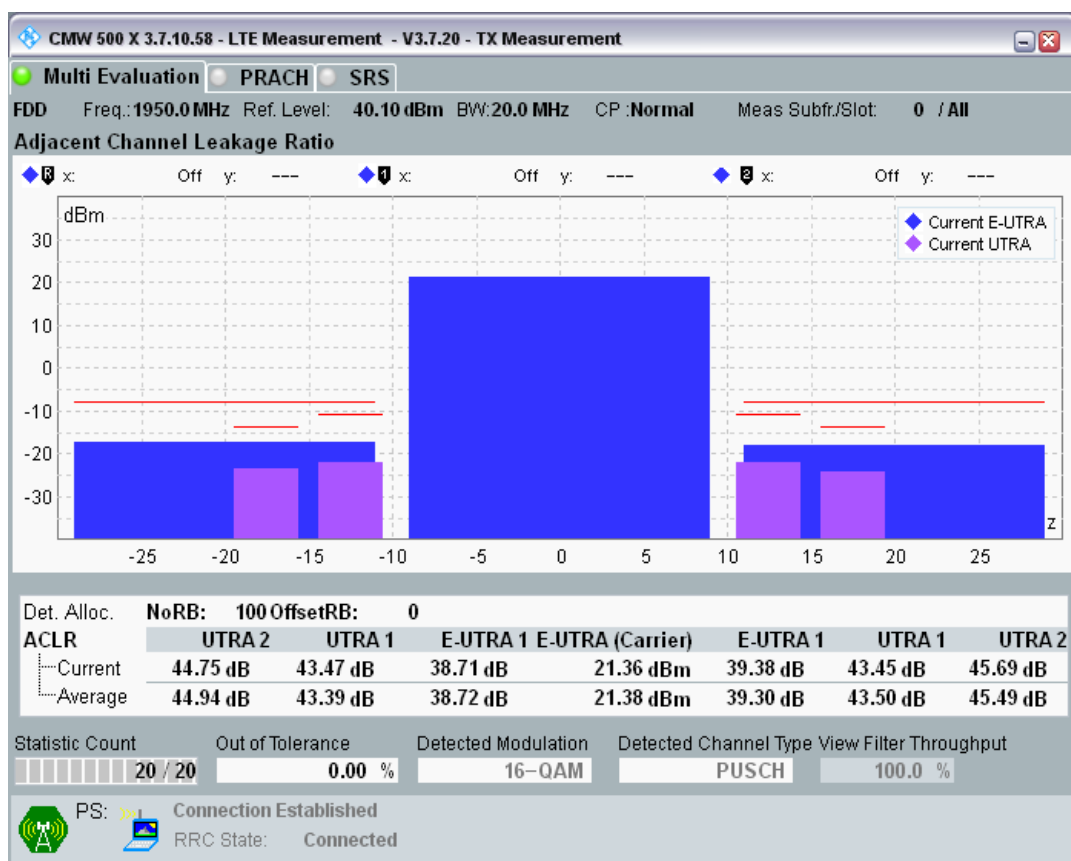 CMW 500 X 3.7.10.58 - LTE Measurement - V3.7.20 - TX Measurement
Multi Evaluation PRACH SRS
FDD Freq.: 1950.0 MHz Ref. Level: 40.10 dBm BW: 20.0 MHz CP : Normal Meas Subfr./Slot: 0 / All
Adjacent Channel Leakage Ratio
R x: Off y: --- 1 x: Off y: --- 2 x: Off y: ---
dBm
Current E-UTRA
Current UTRA
30
20
10
0
-10
-20
-30
z
-25 -20 -15 -10 -5 0 5 10 15 20 25
Det. Alloc. NoRB: 100 OffsetRB: 0
ACLR UTRA 2 UTRA 1 E-UTRA 1 E-UTRA (Carrier) E-UTRA 1 UTRA 1 UTRA 2
Current 44.75 dB 43.47 dB 38.71 dB 21.36 dBm 39.38 dB 43.45 dB 45.69 dB
Average 44.94 dB 43.39 dB 38.72 dB 21.38 dBm 39.30 dB 43.50 dB 45.49 dB
Statistic Count Out of Tolerance Detected Modulation Detected Channel Type View Filter Throughput
20 / 20 0.00 % 16-QAM PUSCH 100.0 %
PS: Connection Established
RRC State: Connected